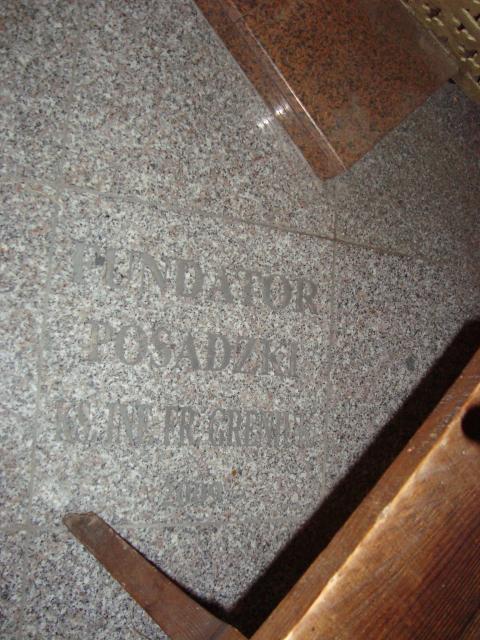 FUNDATOR
POSADZKI
KS. INF. FR.